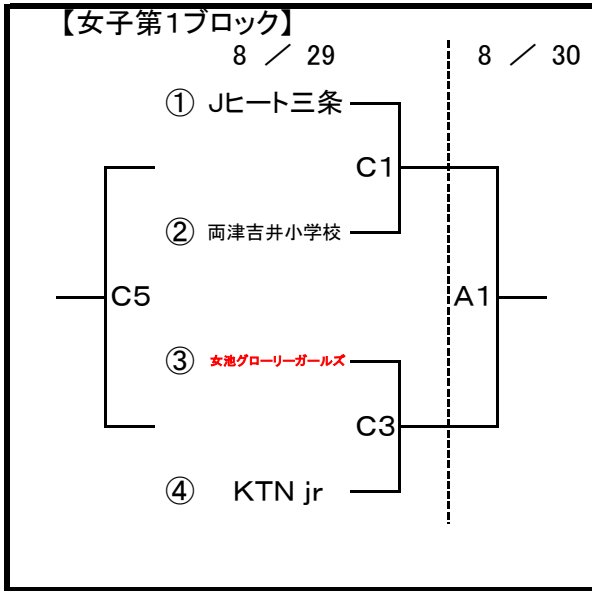 【女子第1ブロック】
8 ／ 29
8 ／ 30
① Jヒート三条
C1
② 両津吉井小学校
C5
A1
③ 女池グローリーガールズ
C3
④ KTN jr